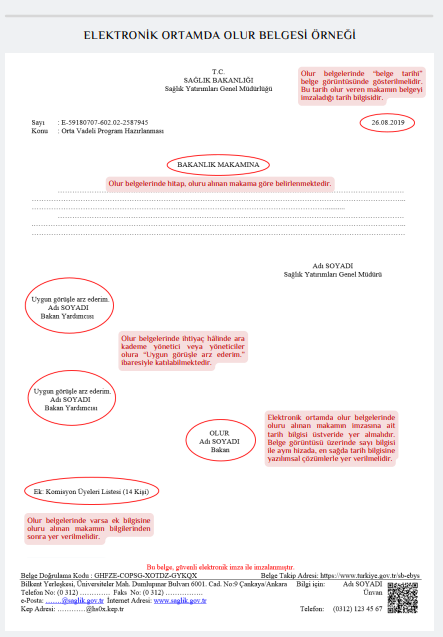 ELEKTRONİK ORTAMDA OLUR BELGESİ ÖRNEĞİ
T.C.
SAĞLIK BAKANLIĞI
Sağlık Yatırımları Genel Müdürlüğü
Olur belgelerinde “belge tarihi”
belge görüntüsünde gösterilmelidir.
Bu tarih olur veren makamın belgeyi
imzaladığı tarih bilgisidir.
Sayı : E-59180707-602.02-2587945
26.08.2019
Konu : Orta Vadeli Program Hazırlanması
BAKANLIK MAKAMINA
Olur belgelerinde hitap, oluru alınan makama göre belirlenmektedir.
Adı SOYADI
Sağlık Yatırımları Genel Müdürü
Uygun görüşle arz ederim.
Adı SOYADI
Bakan Yardımcısı
Olur belgelerinde ihtiyaç hâlinde ara
kademe yönetici veya yöneticiler
olura “Uygun görüşle arz ederim.”
ibaresiyle katılabilmektedir.
Uygun görüşle arz ederim.
Adı SOYADI
Bakan Yardımcısı
OLUR
Adı SOYADI
Bakan
Elektronik ortamda olur belgelerinde
oluru alınan makamın imzasına ait
tarih bilgisi üstveride yer almalıdır.
Belge görüntüsü üzerinde sayı bilgisi
ile aynı hizada, en sağda tarih bilgisine
yazılımsal çözümlerle yer verilmelidir.
Ek: Komisyon Üyeleri Listesi (14 Kişi)
Olur belgelerinde varsa ek bilgisine
oluru alınan makamın bilgilerinden
sonra yer verilmelidir.
Bu belge, güvenli elektronik imza ile imzalanmıştır.
Belge Doğrulama Kodu : GHFZE-COPSG-XOTDZ-GYKQX Belge Takip Adresi: https://www.turkiye.gov.tr/sb-ebys
Bilkent Yerleşkesi, Üniversiteler Mah. Dumlupınar Bulvarı 6001. Cad. No:9 Çankaya/Ankara Bilgi için: Adı SOYADI
Telefon No: (0 312) .............. Faks No: (0 312) .............. Ünvan
e-Posta: ........@saglik.gov.tr İnternet Adresi: www.saglik.gov.tr
Kep Adresi: ............@hs0x.kep.tr Telefon: (0312) 123 45 67